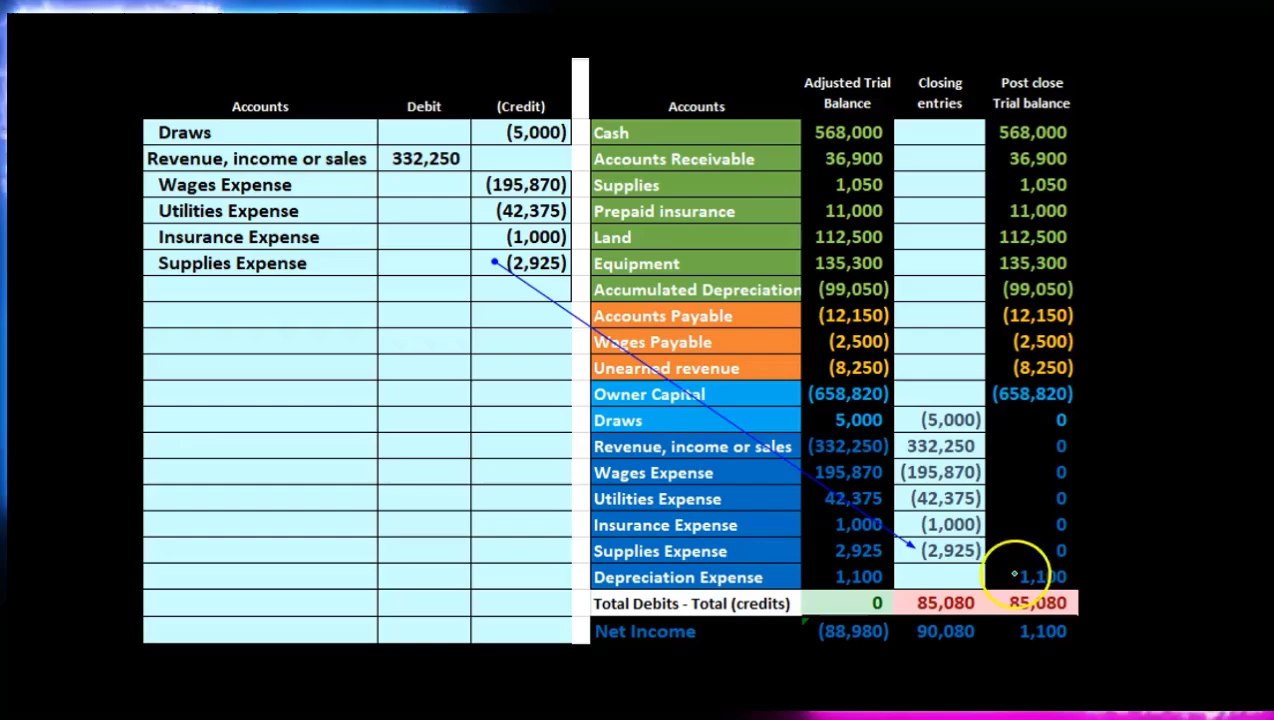 Accounts Debit (Credit)
Draws (5,000)
Revenue, income or sales 332,250
Wages Expense (195,870)
Utilities Expense (42,375)
Insurance Expense (1,000)
Supplies Expense (2,925)
Accounts Adjusted Trial Balance Closing entries Post close Trial balance
Cash 568,000 568,000
Accounts Receivable 36,900 36,900
Supplies 1,050 1,050
Prepaid insurance 11,000 11,000
Land 112,500 112,500
Equipment 135,300 135,300
Accumulated Depreciation (99,050) (99,050)
Accounts Payable (12,150) (12,150)
Wages Payable (2,500) (2,500)
Unearned revenue (8,250) (8,250)
Owner Capital (658,820) (658,820)
Draws 5,000 (5,000) 0
Revenue, income or sales (332,250) 332,250 0
Wages Expense 195,870 (195,870) 0
Utilities Expense 42,375 (42,375) 0
Insurance Expense 1,000 (1,000) 0
Supplies Expense 2,925 (2,925) 0
Depreciation Expense 1,100 1,100
Total Debits - Total (credits) 0 85,080 85,080
Net Income (88,980) 90,080 1,100